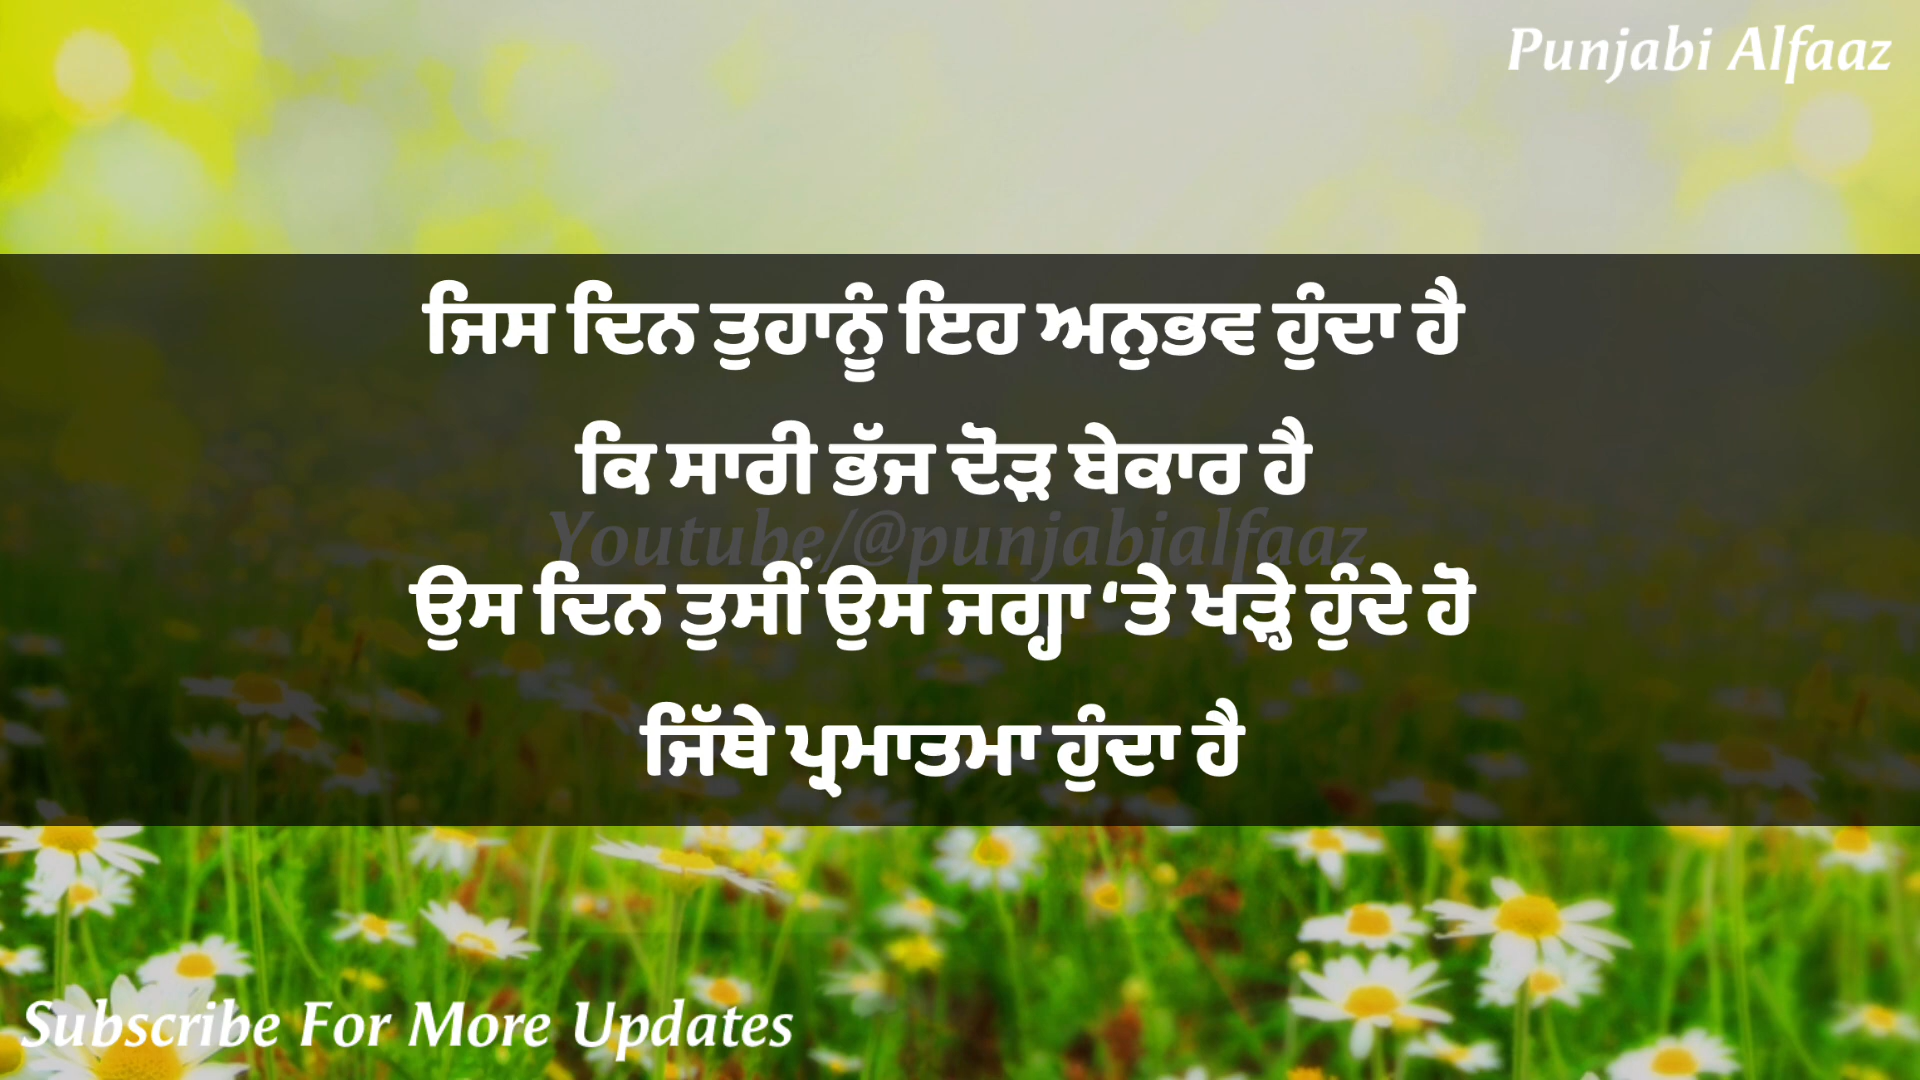 Punjabi Alfaaz
ਜਿਸ ਦਿਨ ਤੁਹਾਨੂੰ ਇਹ ਅਨੁਭਵ ਹੁੰਦਾ ਹੈ
ਕਿ ਸਾਰੀ ਭੱਜ ਦੋੜ ਬੇਕਾਰ ਹੈ
Youtube/@punjabialfaaz
ਉਸ ਦਿਨ ਤੁਸੀਂ ਉਸ ਜਗ੍ਹਾ ‘ਤੇ ਖੜ੍ਹੇ ਹੁੰਦੇ ਹੋ
ਜਿੱਥੇ ਪ੍ਰਮਾਤਮਾ ਹੁੰਦਾ ਹੈ
Subscribe For More Updates